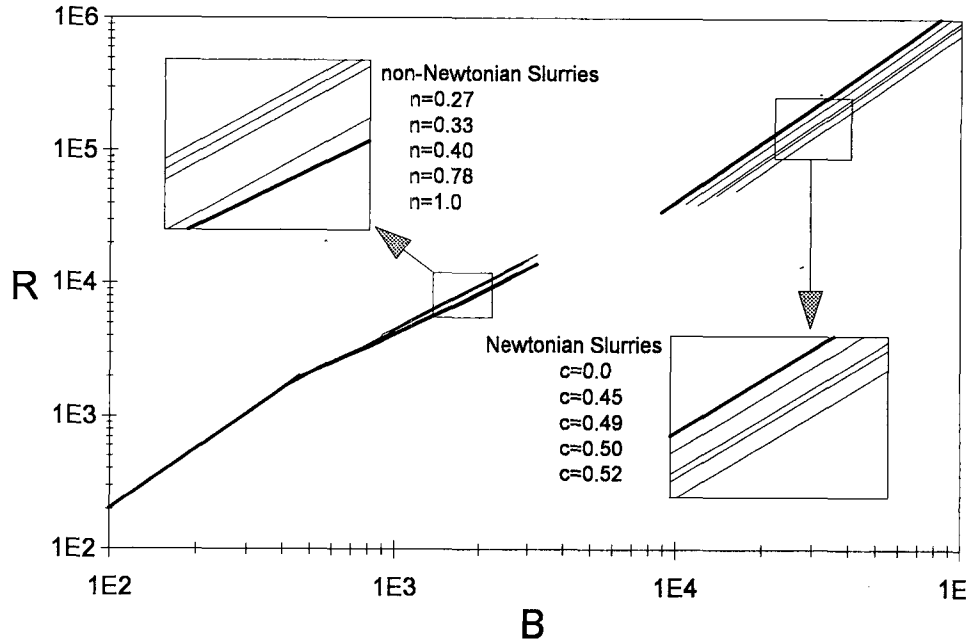 1E6
1E5
1E4
1E3
1E2
R
non-Newtonian Slurries
n=0.27
n=0.33
n=0.40
n=0.78
n=1.0
Newtonian Slurries
c=0.0
c=0.45
c=0.49
c=0.50
c=0.52
1E2
1E3
1E4
1E
B